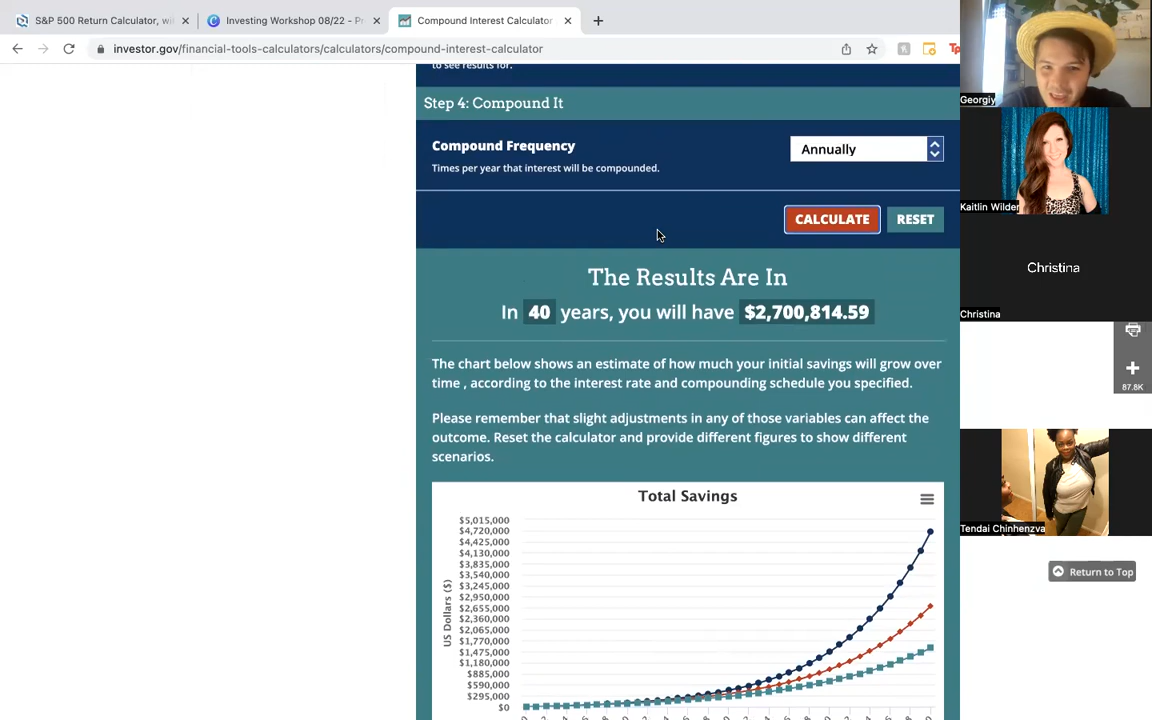 S&P 500 Return Calculator, wi
Investing Workshop 08/22 - P
Compound Interest Calculator
investor.gov/financial-tools-calculators/calculators/compound-interest-calculator
to see results for.
Step 4: Compound It
Compound Frequency
Annually
Times per year that interest will be compounded.
CALCULATE
RESET
The Results Are In
In 40 years, you will have $2,700,814.59
The chart below shows an estimate of how much your initial savings will grow over
time , according to the interest rate and compounding schedule you specified.
Please remember that slight adjustments in any of those variables can affect the
outcome. Reset the calculator and provide different figures to show different
scenarios.
Total Savings
US Dollars ($)
$5,015,000
$4,720,000
$4,425,000
$4,130,000
$3,835,000
$3,540,000
$3,245,000
$2,950,000
$2,655,000
$2,360,000
$2,065,000
$1,770,000
$1,475,000
$1,180,000
$885,000
$590,000
$295,000
$0
Georgiy
Kaitlin Wilder
Christina
Christina
87.8K
Tendai Chinhenzva
Return to Top